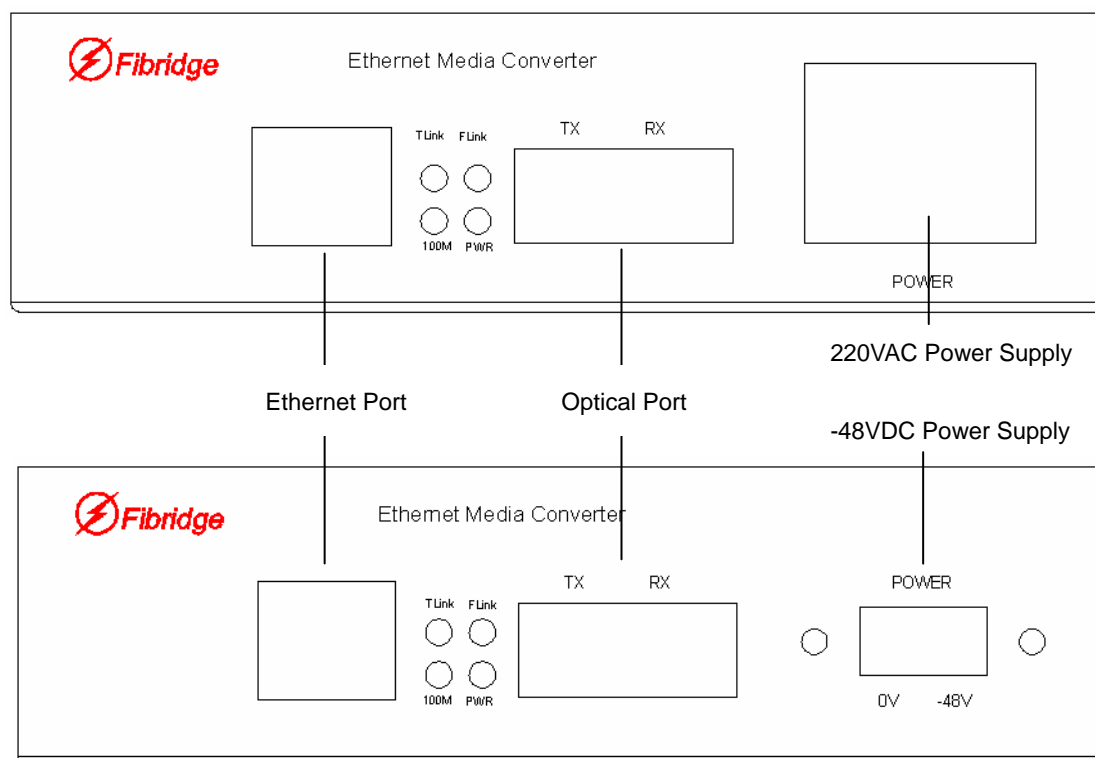 Fibridge
Ethernet Media Converter
TLink FLink
TX RX
100M PWR
POWER
220VAC Power Supply
Ethernet Port
Optical Port
-48VDC Power Supply
Fibridge
Ethernet Media Converter
TX RX
POWER
TLink FLink
100M PWR
0V -48V